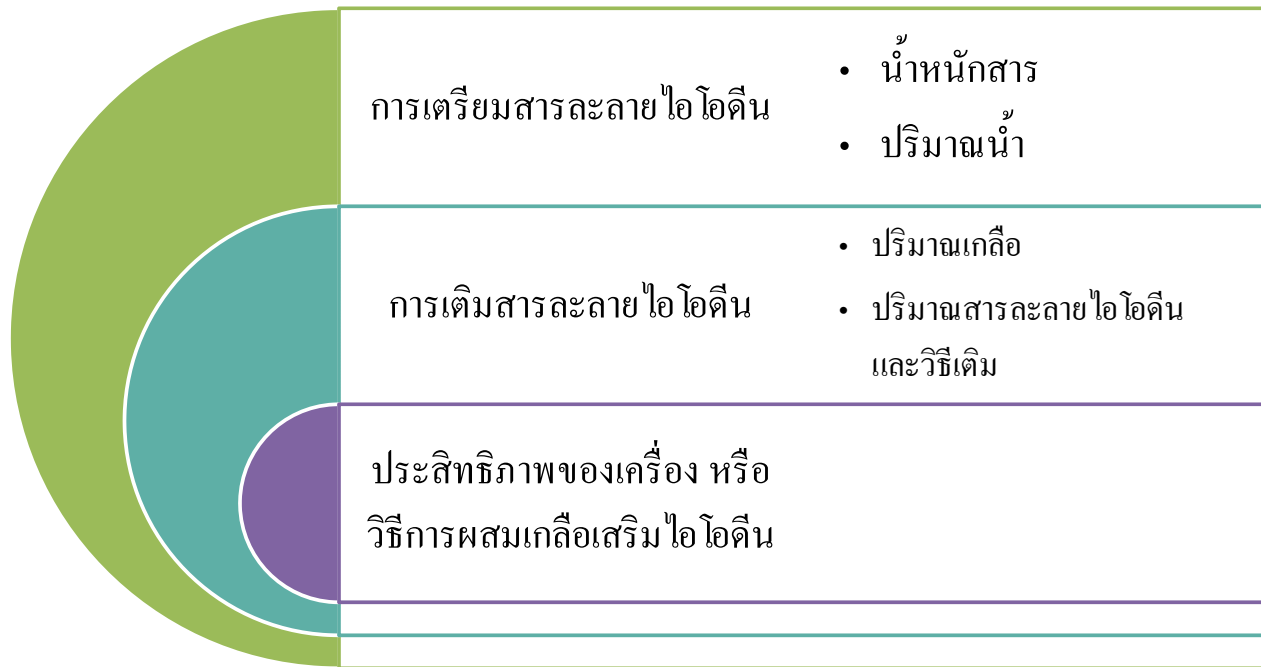 การเตรียมสารละลายไอโอดีน
• น้ำหนักสาร
• ปริมาณน้ำ
การเติมสารละลายไอโอดีน
• ปริมาณเกลือ
• ปริมาณสารละลายไอโอดีน
และวิธีเติม
ประสิทธิภาพของเครื่อง หรือ
วิธีการผสมเกลือเสริมไอโอดีน